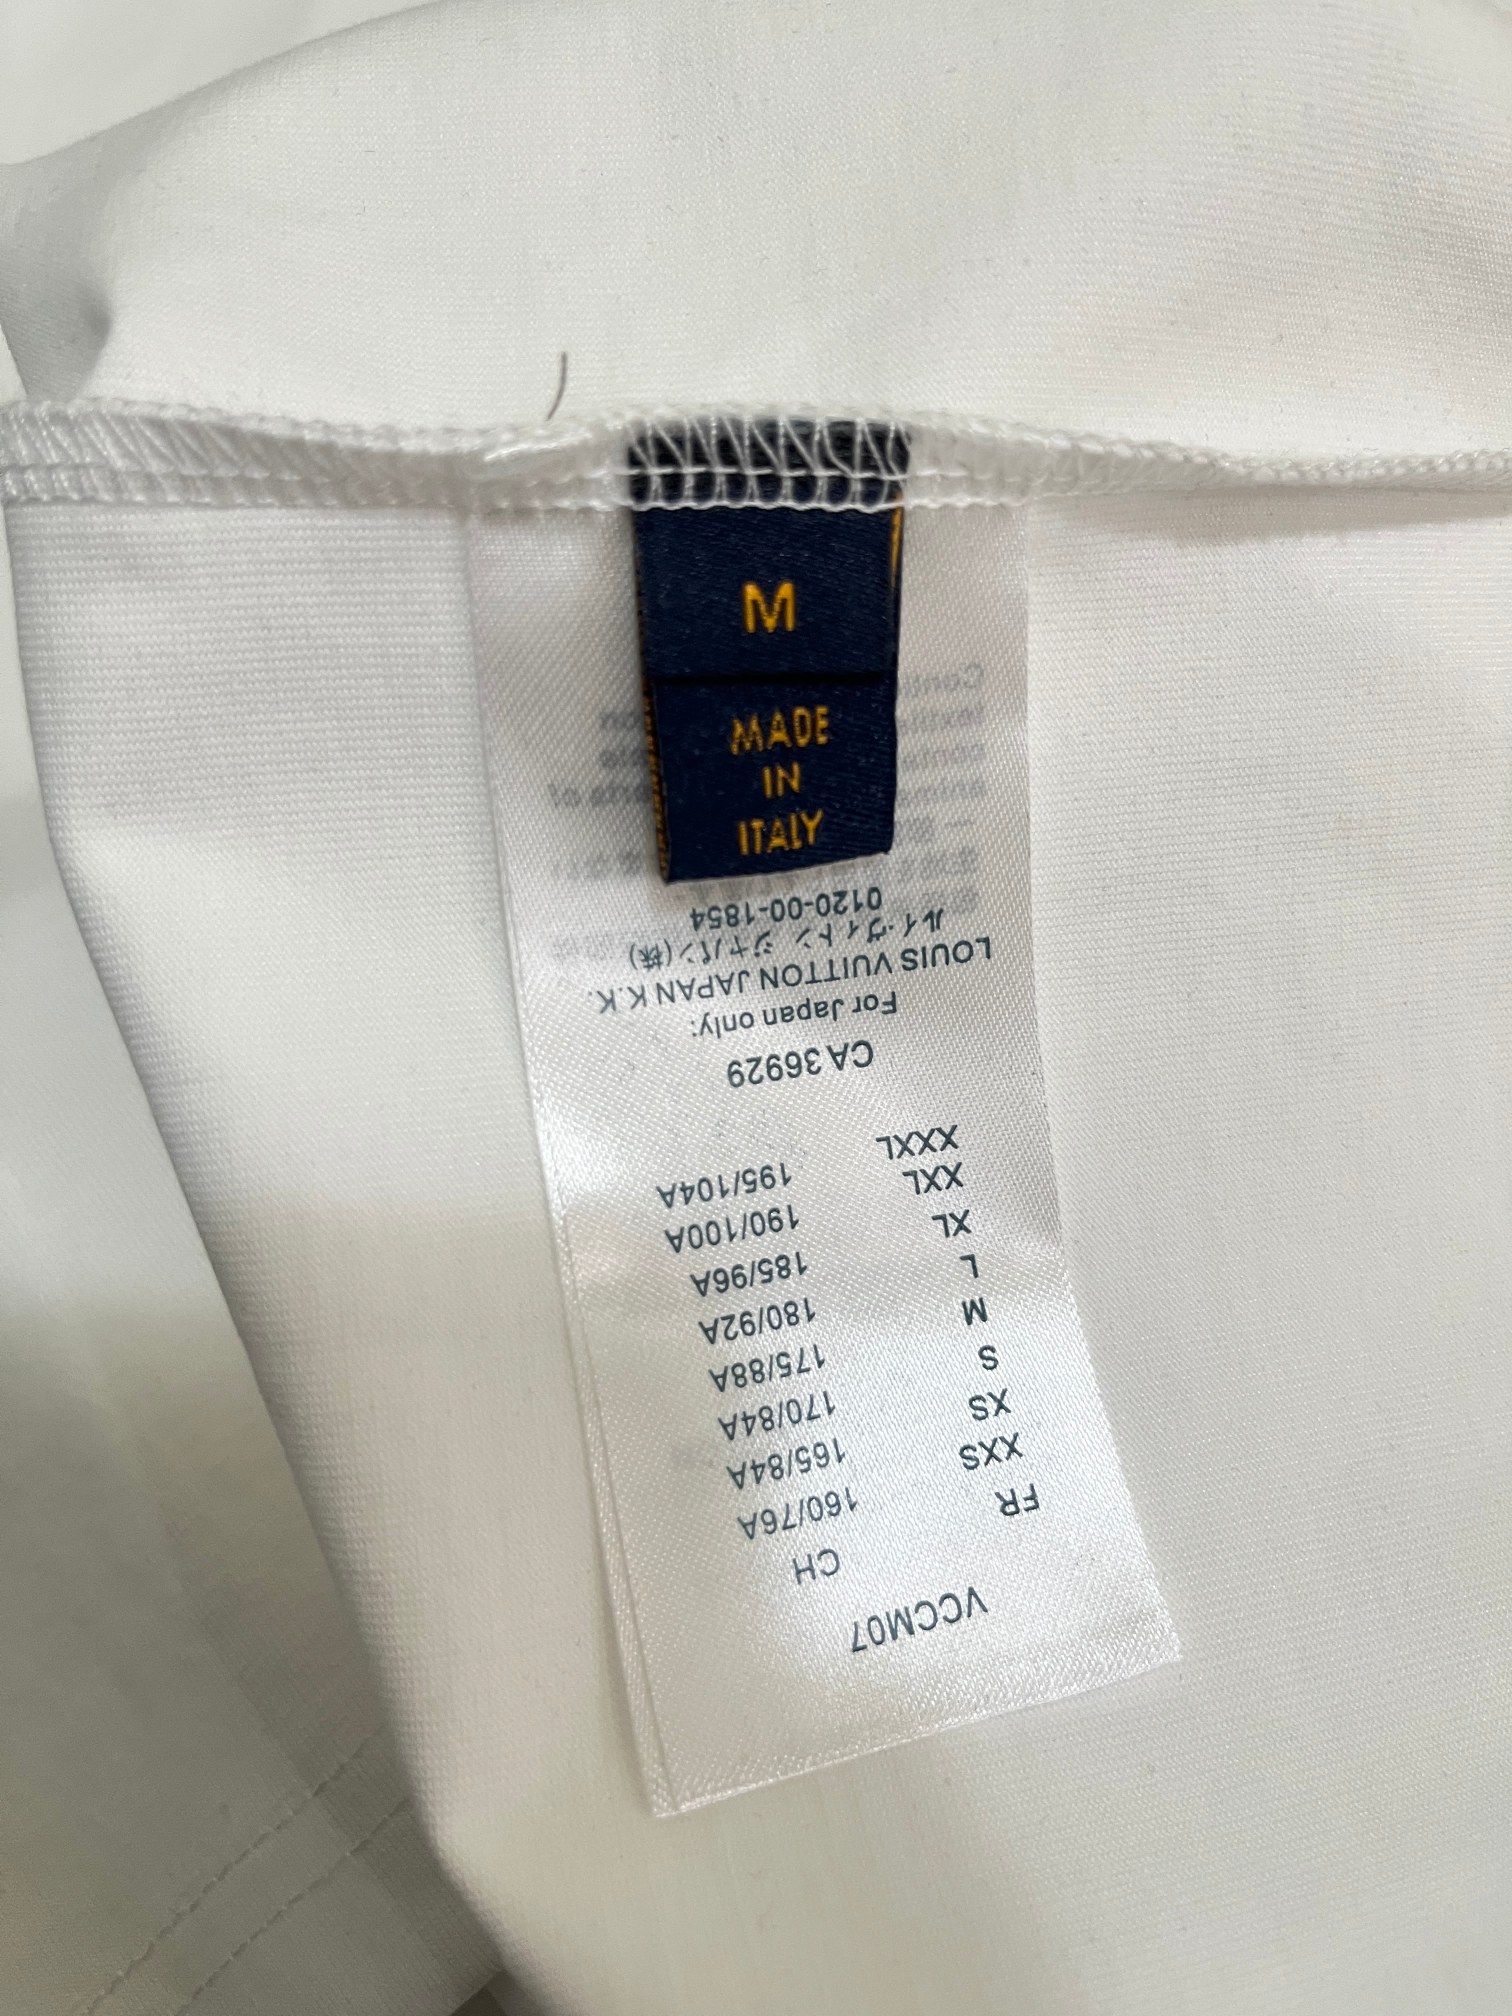 M
MADE
IN
ITALY
VCCM07
FR CH
XXS 160/76A
XS 165/84A
S 170/84A
M 175/88A
L 180/92A
XL 185/96A
XXL 190/100A
XXXL 195/104A
CA 36929
For Japan only:
LOUIS VUITTON JAPAN K.K.
ルイ・ヴィトン ジャパン(株)
0120-00-1854